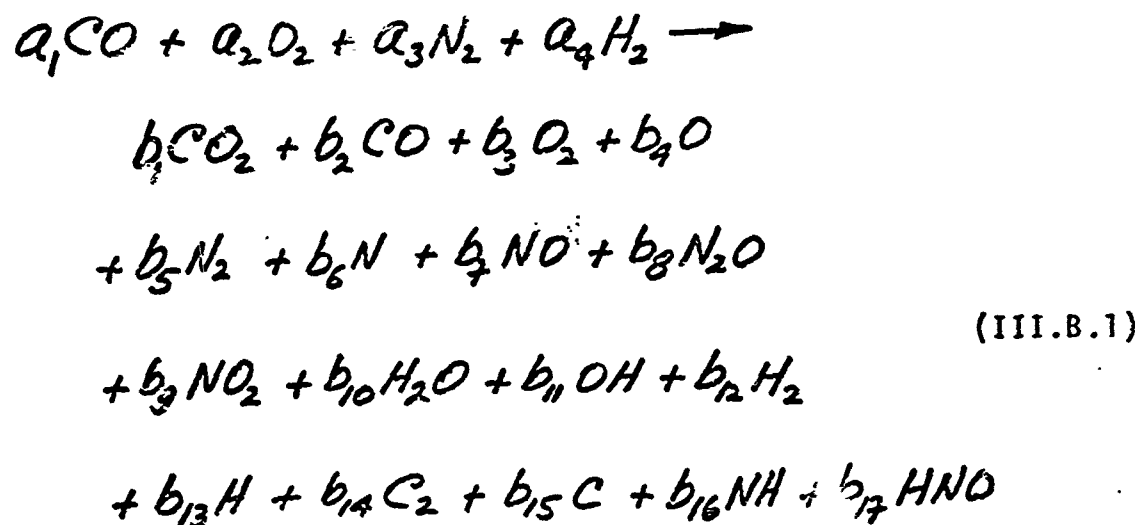 a₁CO + a₂O₂ + a₃N₂ + a₄H₂ ⟶
b₁CO₂ + b₂CO + b₃O₂ + b₄O
+ b₅N₂ + b₆N + b₇NO + b₈N₂O
(III.B.1)
+ b₉NO₂ + b₁₀H₂O + b₁₁OH + b₁₂H₂
+ b₁₃H + b₁₄C₂ + b₁₅C + b₁₆NH + b₁₇HNO